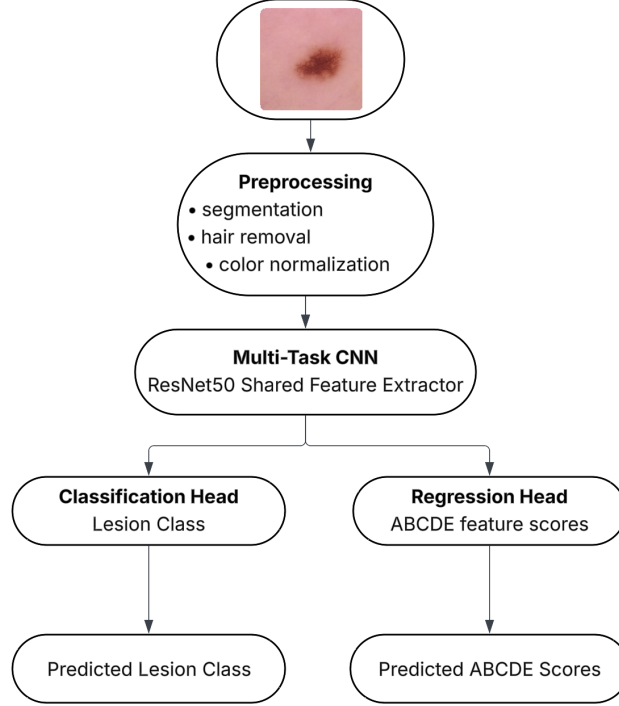 Preprocessing
• segmentation
• hair removal
• color normalization
Multi-Task CNN
ResNet50 Shared Feature Extractor
Classification Head
Lesion Class
Regression Head
ABCDE feature scores
Predicted Lesion Class
Predicted ABCDE Scores